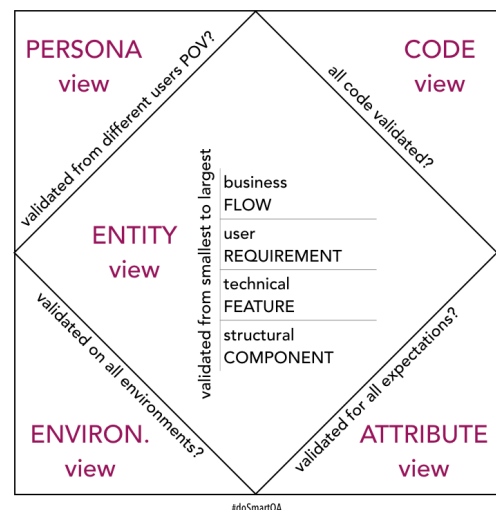 PERSONA
view
validated from different users POV?
CODE
view
all code validated?
ENTITY
view
validated from smallest to largest
business
FLOW
user
REQUIREMENT
technical
FEATURE
structural
COMPONENT
validated on all environments?
ENVIRON.
view
validated for all expectations?
ATTRIBUTE
view
#doSmartQA